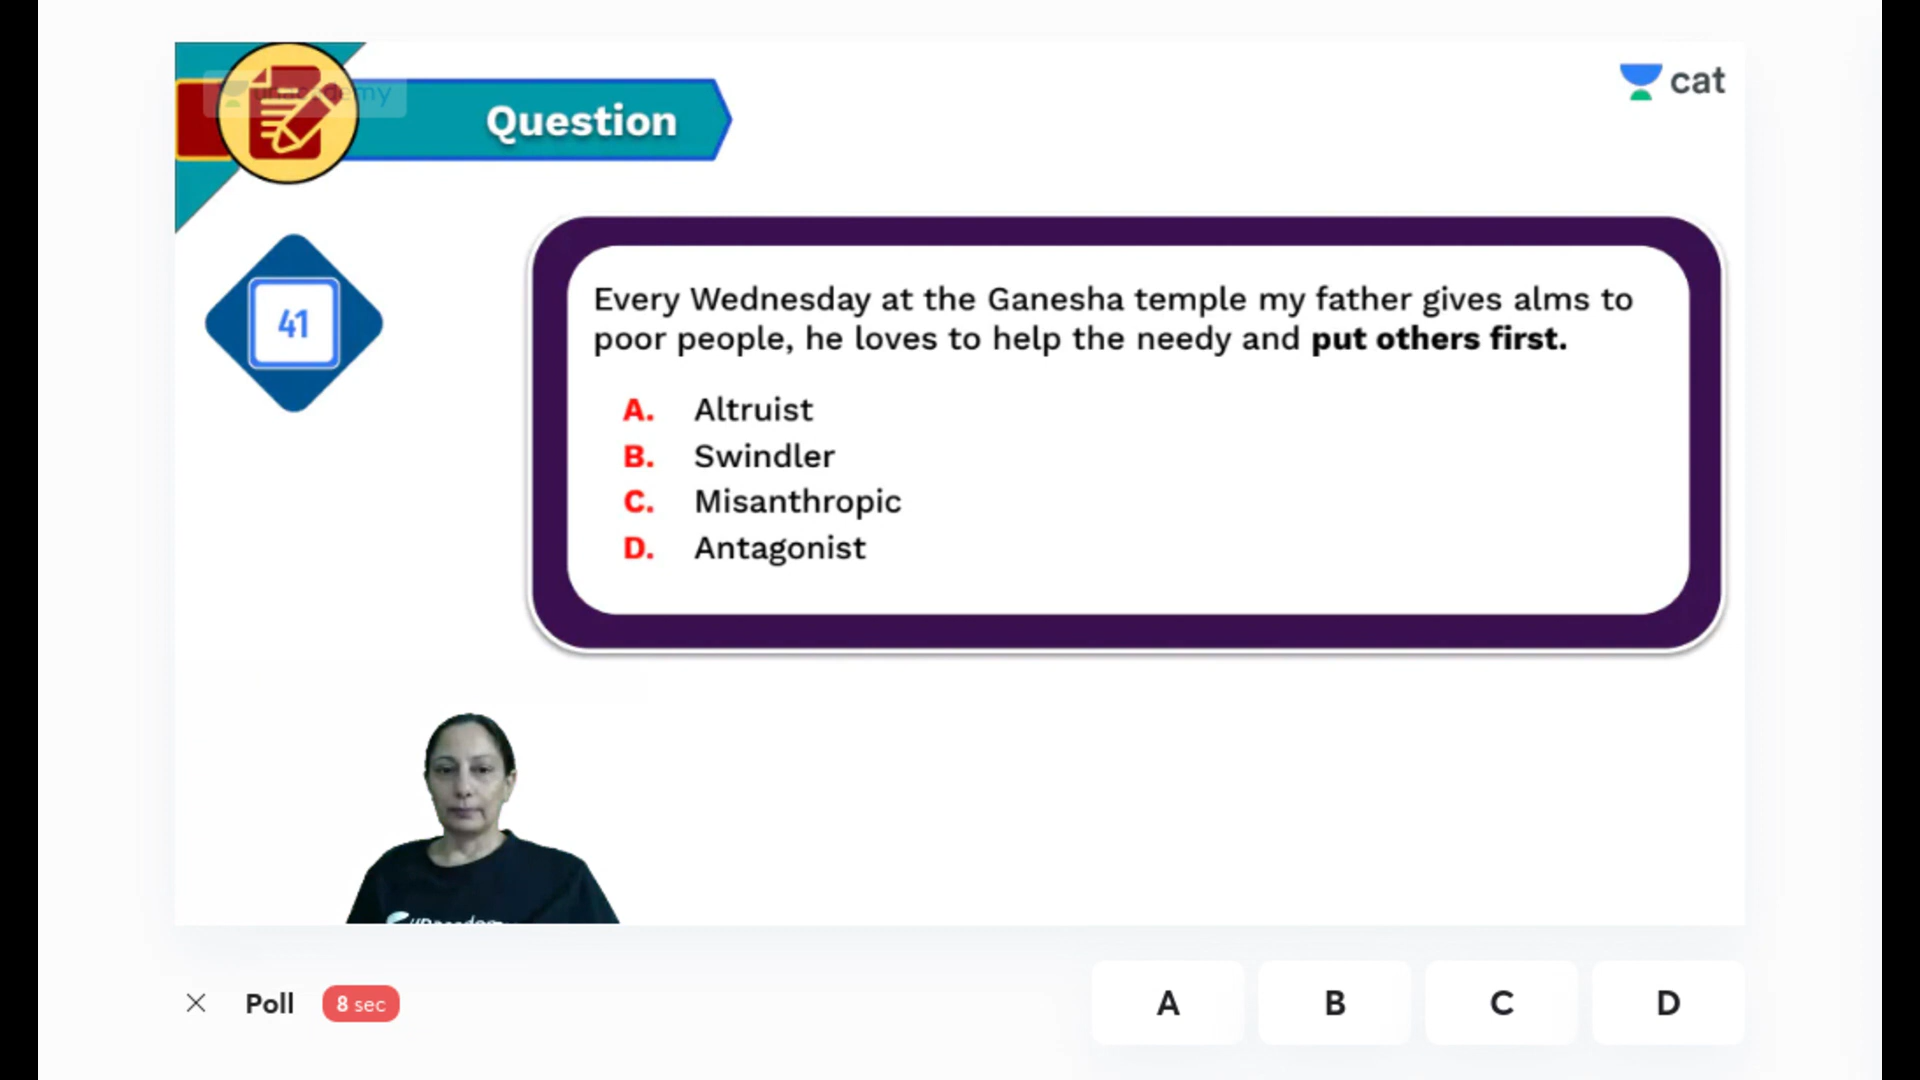 unacademy
Question
cat
41
Every Wednesday at the Ganesha temple my father gives alms to
poor people, he loves to help the needy and put others first.
A. Altruist
B. Swindler
C. Misanthropic
D. Antagonist
Poll 8 sec
A B C D